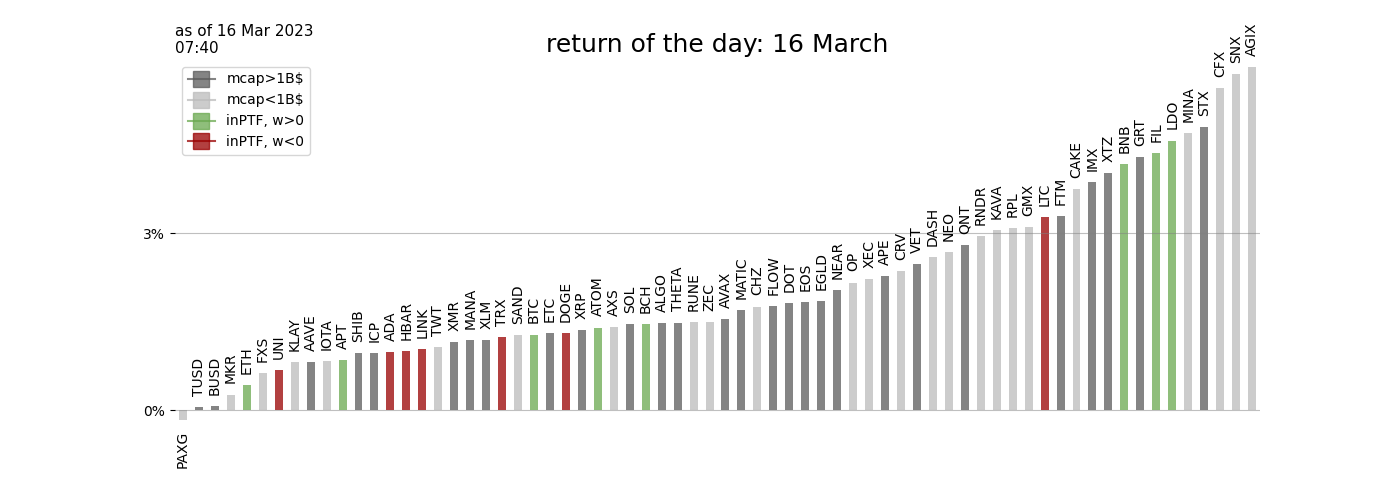 as of 16 Mar 2023
07:40
return of the day: 16 March
mcap>1B$
mcap<1B$
inPTF, w>0
inPTF, w<0
3%
0%
PAXG
TUSD
BUSD
MKR
ETH
FXS
UNI
KLAY
AAVE
IOTA
APT
SHIB
ICP
ADA
HBAR
LINK
TWT
XMR
MANA
XLM
TRX
SAND
BTC
ETC
DOGE
XRP
ATOM
AXS
SOL
BCH
ALGO
THETA
RUNE
ZEC
AVAX
MATIC
CHZ
FLOW
DOT
EOS
EGLD
NEAR
OP
XEC
APE
CRV
VET
DASH
NEO
QNT
RNDR
KAVA
RPL
GMX
LTC
FTM
CAKE
IMX
XTZ
BNB
GRT
FIL
LDO
MINA
STX
CFX
SNX
AGIX